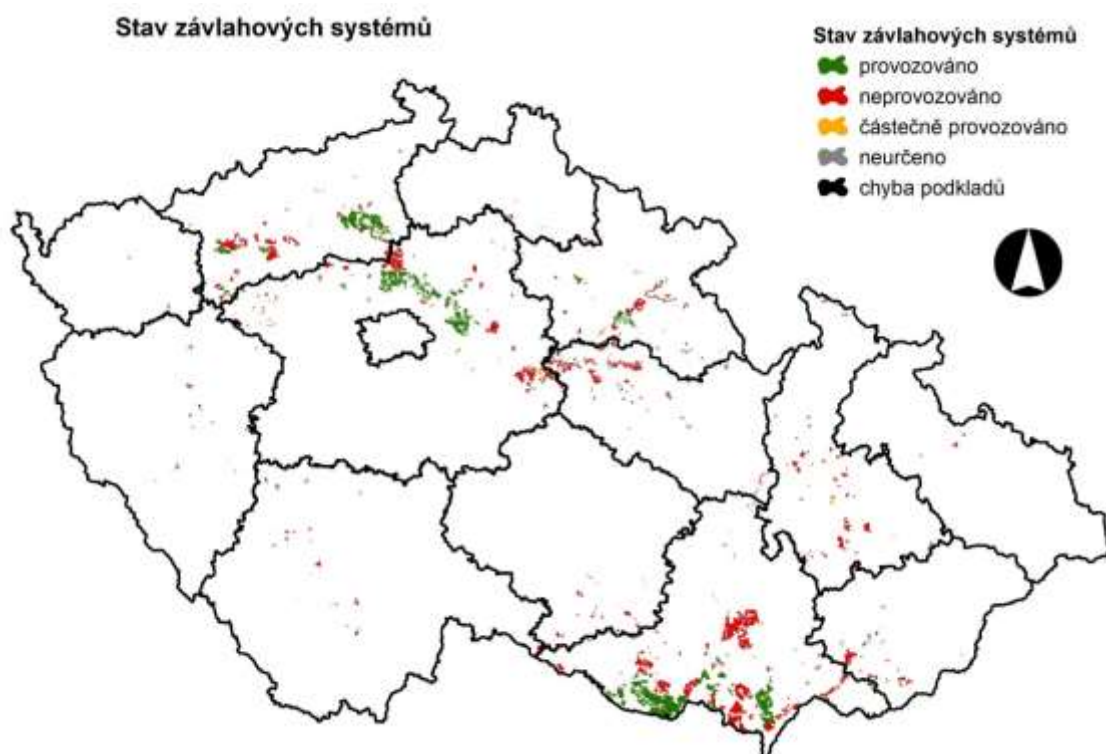 Stav závlahových systémů
Stav závlahových systémů
provozováno
neprovozováno
částečně provozováno
neurčeno
chyba podkladů